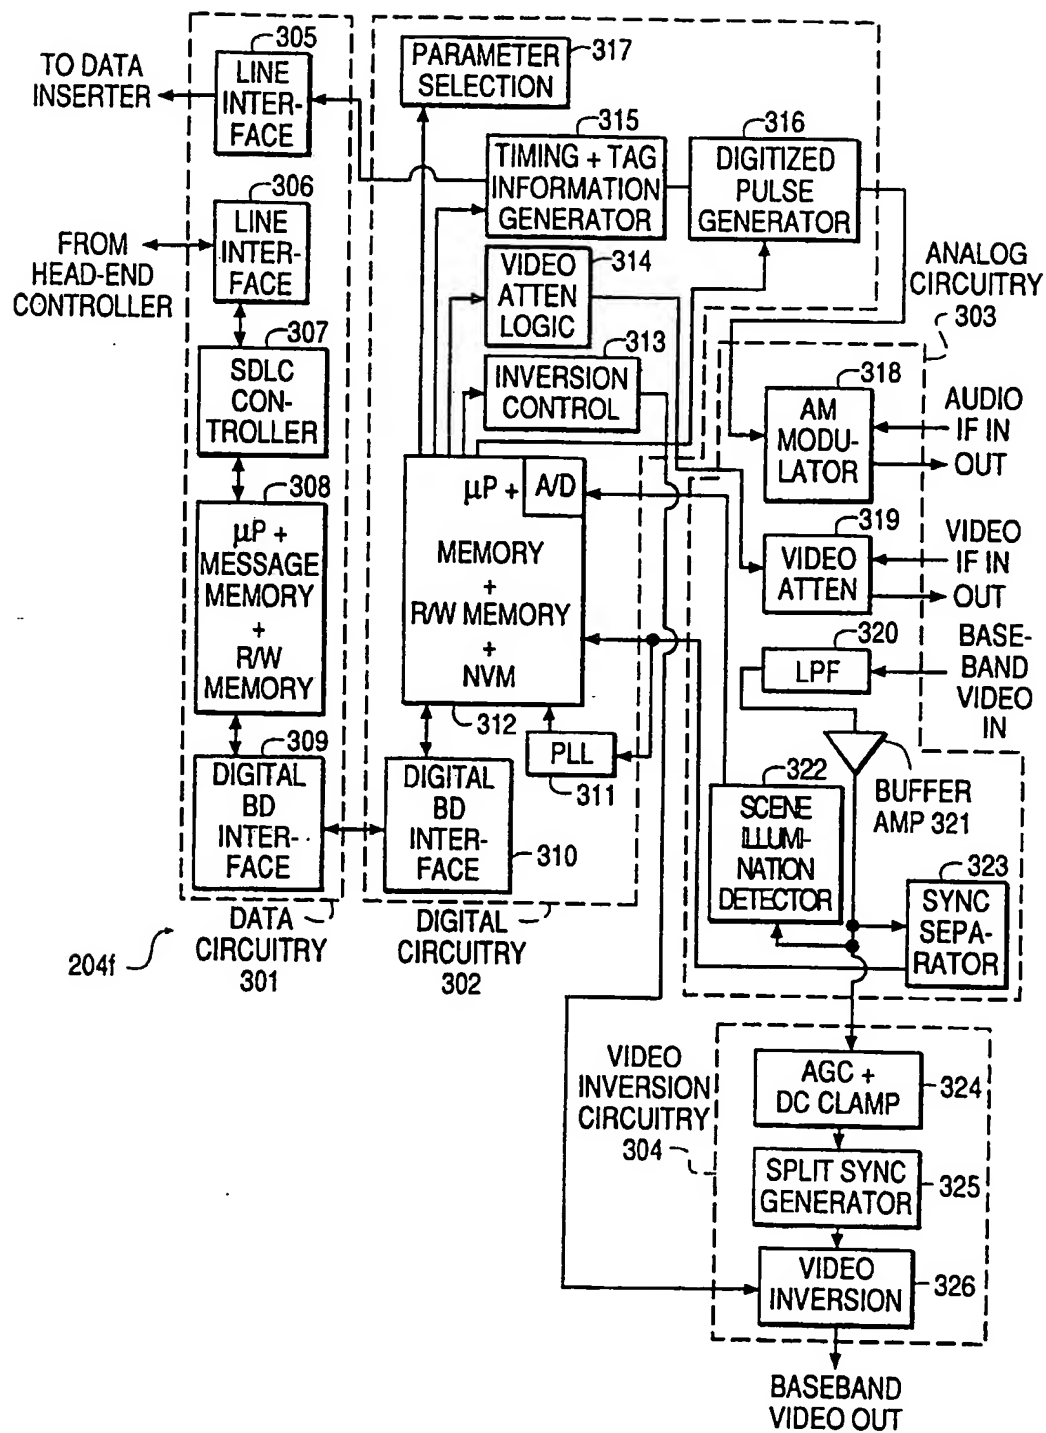 305
317
TO DATA
INSERTER
LINE
INTER-
FACE
PARAMETER
SELECTION
315
316
TIMING + TAG
INFORMATION
GENERATOR
DIGITIZED
PULSE
GENERATOR
306
FROM
HEAD-END
CONTROLLER
LINE
INTER-
FACE
314
VIDEO
ATTEN
LOGIC
ANALOG
CIRCUITRY
303
307
SDLC
CON-
TROLLER
313
INVERSION
CONTROL
318
AM
MODU-
LATOR
AUDIO
IF IN
OUT
308
µP +
MESSAGE
MEMORY
+
R/W
MEMORY
µP +
A/D
MEMORY
+
R/W MEMORY
+
NVM
312
319
VIDEO
ATTEN
VIDEO
IF IN
OUT
320
LPF
BASE-
BAND
VIDEO
IN
309
DIGITAL
BD
INTER-
FACE
PLL
311
DIGITAL
BD
INTER-
FACE
310
322
SCENE
ILLUMI-
NATION
DETECTOR
BUFFER
AMP 321
323
SYNC
SEPA-
RATOR
204f
DATA
CIRCUITRY
301
DIGITAL
CIRCUITRY
302
VIDEO
INVERSION
CIRCUITRY
304
AGC +
DC CLAMP
324
SPLIT SYNC
GENERATOR
325
VIDEO
INVERSION
326
BASEBAND
VIDEO OUT